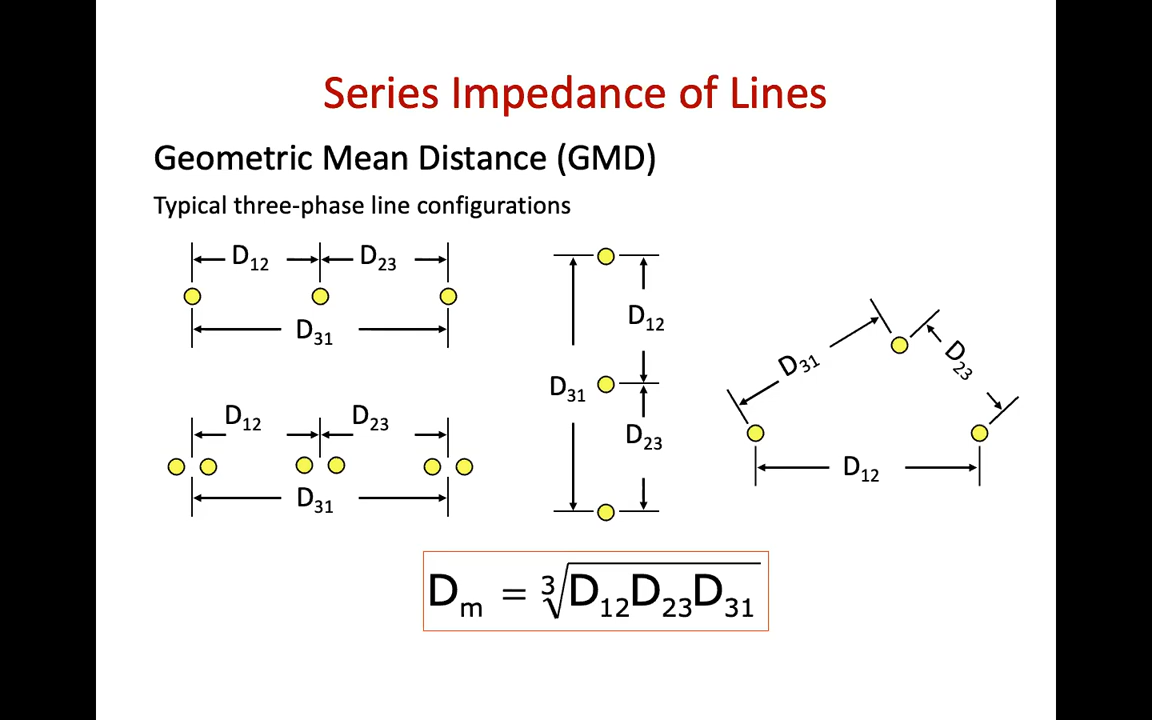 Series Impedance of Lines
Geometric Mean Distance (GMD)
Typical three-phase line configurations
D₁₂ D₂₃
D₃₁
D₁₂ D₂₃
D₃₁
D₁₂
D₃₁
D₂₃
D₃₁ D₂₃
D₁₂
Dₘ = ∛D₁₂D₂₃D₃₁